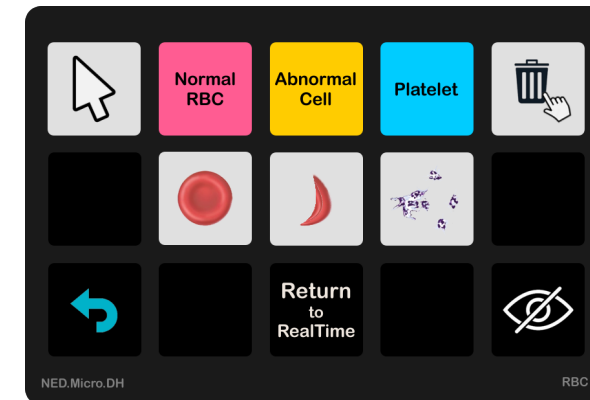 Normal
RBC
Abnormal
Cell
Platelet
Return
to
RealTime
NED.Micro.DH
RBC